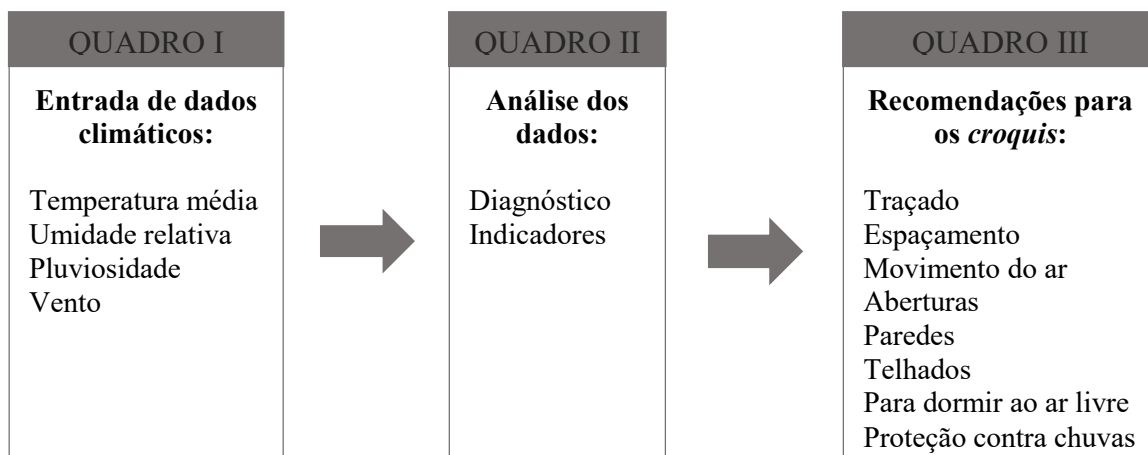 QUADRO I
Entrada de dados
climáticos:
Temperatura média
Umidade relativa
Pluviosidade
Vento
QUADRO II
Análise dos
dados:
Diagnóstico
Indicadores
QUADRO III
Recomendações para
os croquis:
Traçado
Espaçamento
Movimento do ar
Aberturas
Paredes
Telhados
Para dormir ao ar livre
Proteção contra chuvas